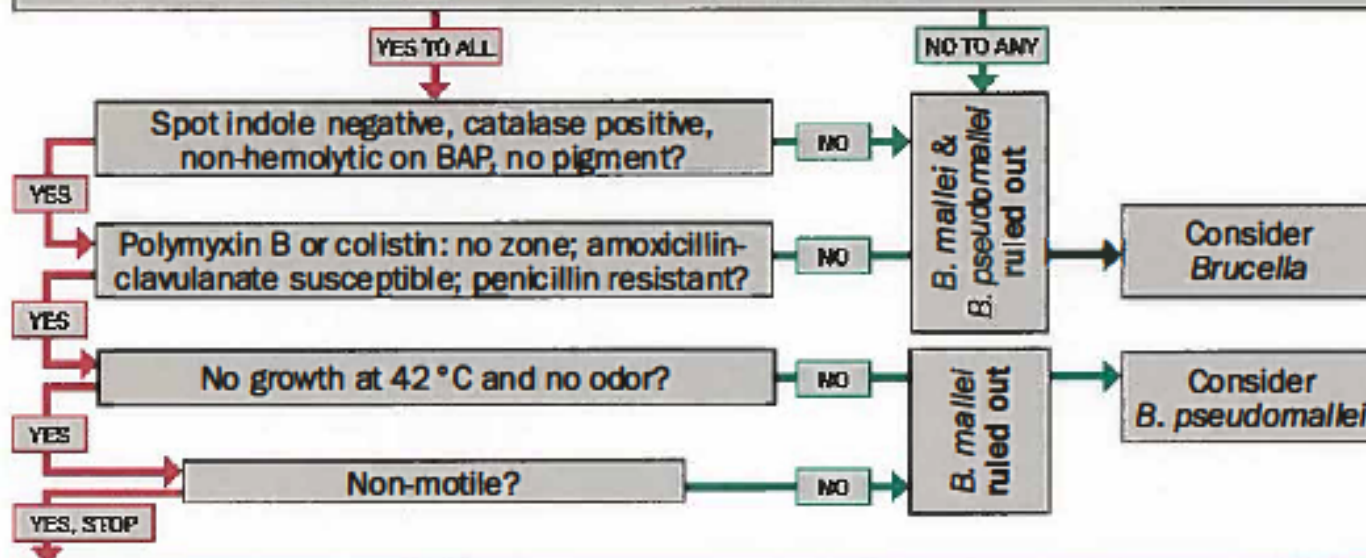 YES TO ALL
NO TO ANY
Spot indole negative, catalase positive,
non-hemolytic on BAP, no pigment?
NO
B. mallei &
B. pseudomallei
ruled out
YES
Polymyxin B or colistin: no zone; amoxicillin-
clavulanate susceptible; penicillin resistant?
NO
Consider
Brucella
YES
No growth at 42 °C and no odor?
NO
B. mallei
ruled out
Consider
B. pseudomallei
YES
Non-motile?
NO
YES, STOP